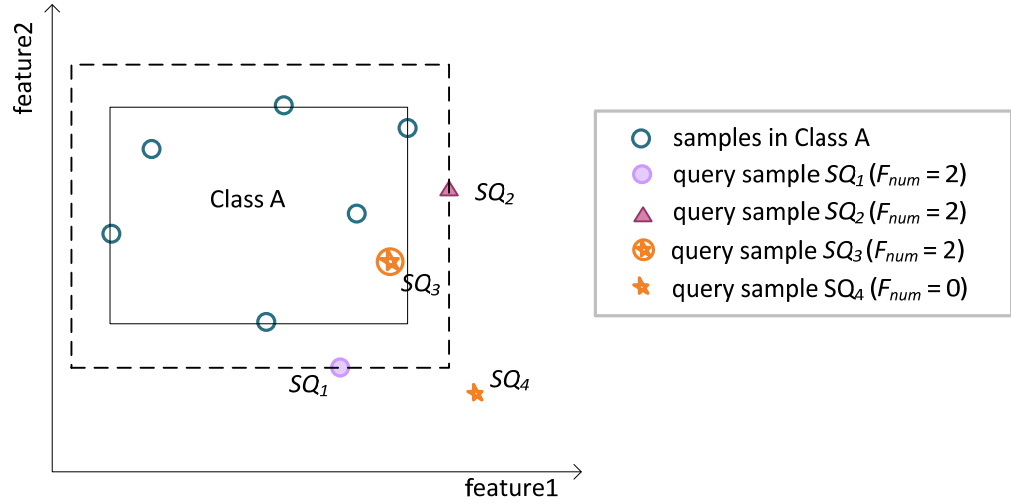 feature2
Class A
SQ2
SQ3
SQ1
SQ4
feature1
samples in Class A
query sample SQ1 (Fnum = 2)
query sample SQ2 (Fnum = 2)
query sample SQ3 (Fnum = 2)
query sample SQ4 (Fnum = 0)